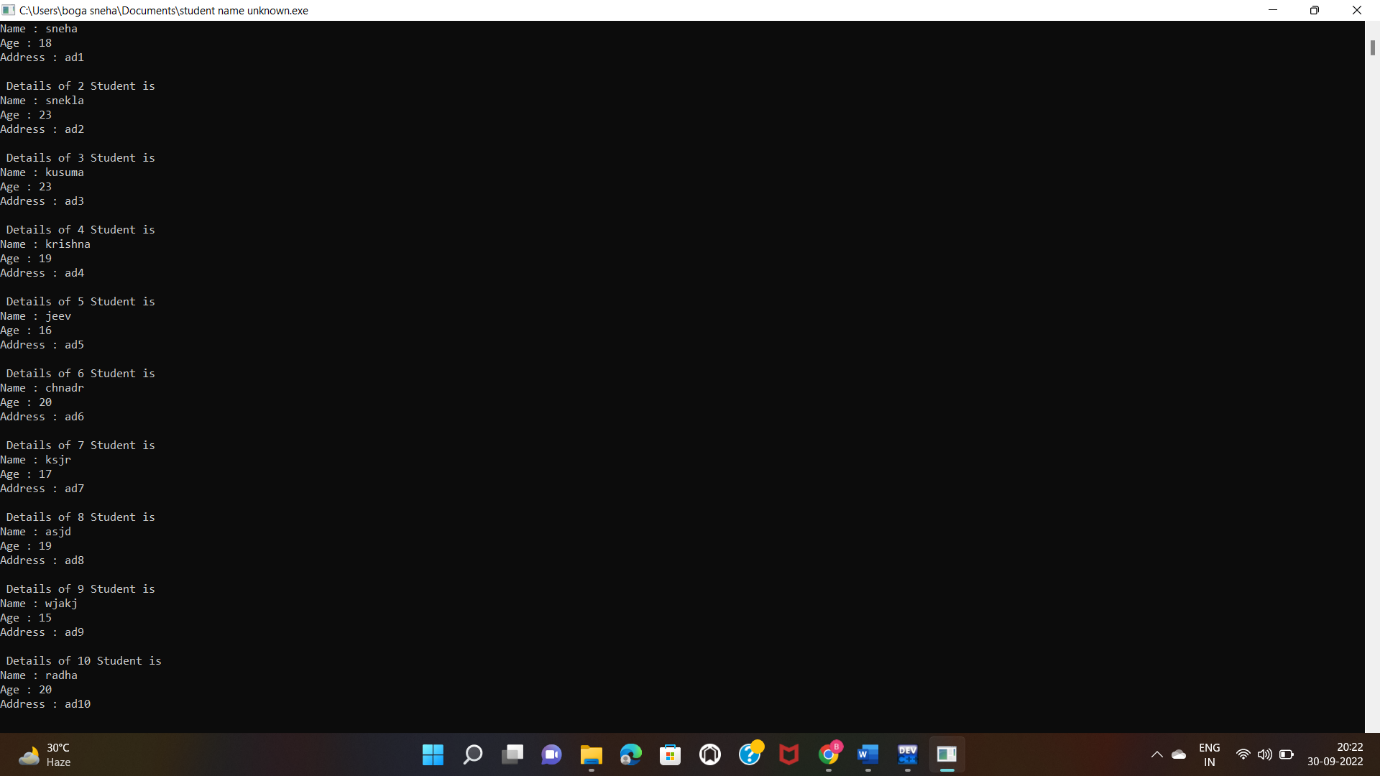 C:\Users\boga sneha\Documents\student name unknown.exe
Name : sneha
Age : 18
Address : ad1
Details of 2 Student is
Name : snekla
Age : 23
Address : ad2
Details of 3 Student is
Name : kusuma
Age : 23
Address : ad3
Details of 4 Student is
Name : krishna
Age : 19
Address : ad4
Details of 5 Student is
Name : jeev
Age : 16
Address : ad5
Details of 6 Student is
Name : chnadr
Age : 20
Address : ad6
Details of 7 Student is
Name : ksjr
Age : 17
Address : ad7
Details of 8 Student is
Name : asjd
Age : 19
Address : ad8
Details of 9 Student is
Name : wjakj
Age : 15
Address : ad9
Details of 10 Student is
Name : radha
Age : 20
Address : ad10
30°C
Haze
B
W
DEV
ENG
IN
20:22
30-09-2022